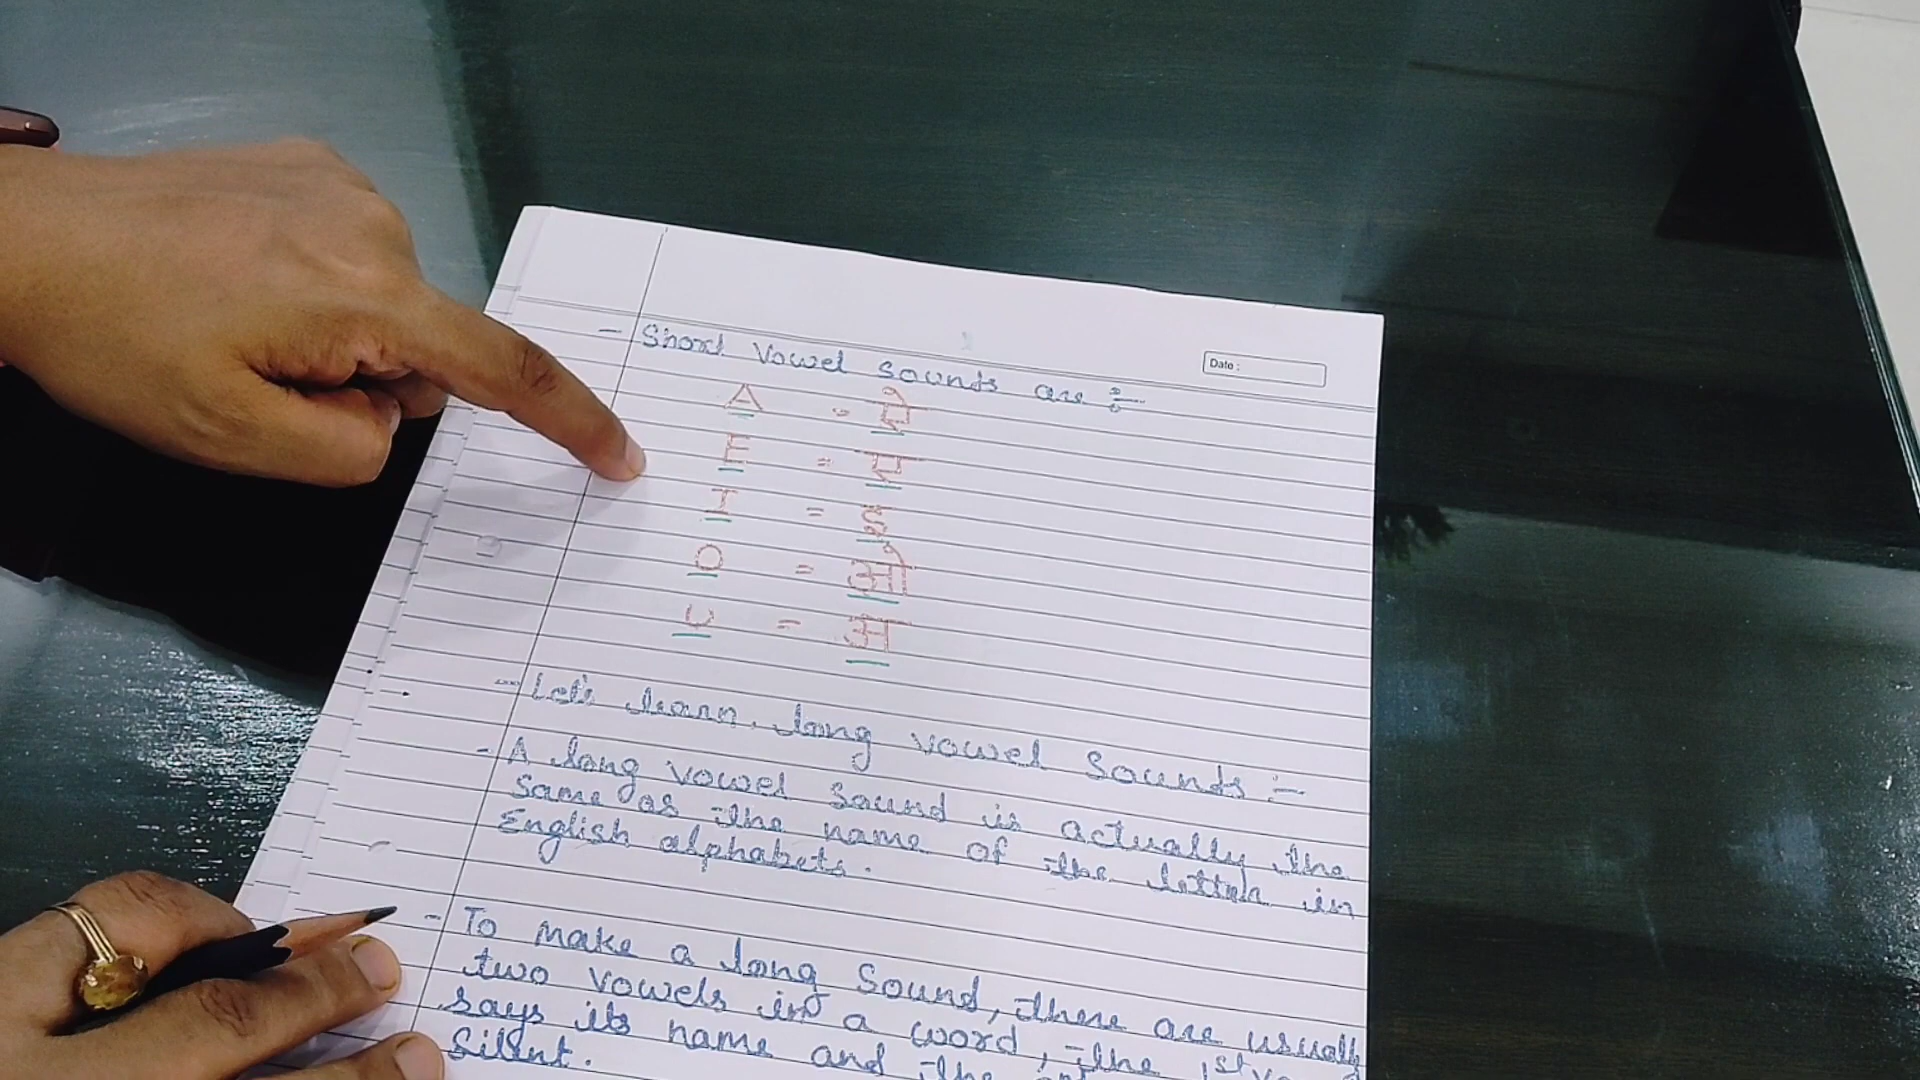 - Short Vowel sounds are :-
Date :
A = ऐ
E = ए
I = इ
O = औ
U = अ
- Let's learn long vowel sounds :-
- A long vowel sound is actually the
same as the name of the letter in
English alphabets.
- To make a long sound, there are usually
two vowels in a word, the 1st
says its name and the
silent.